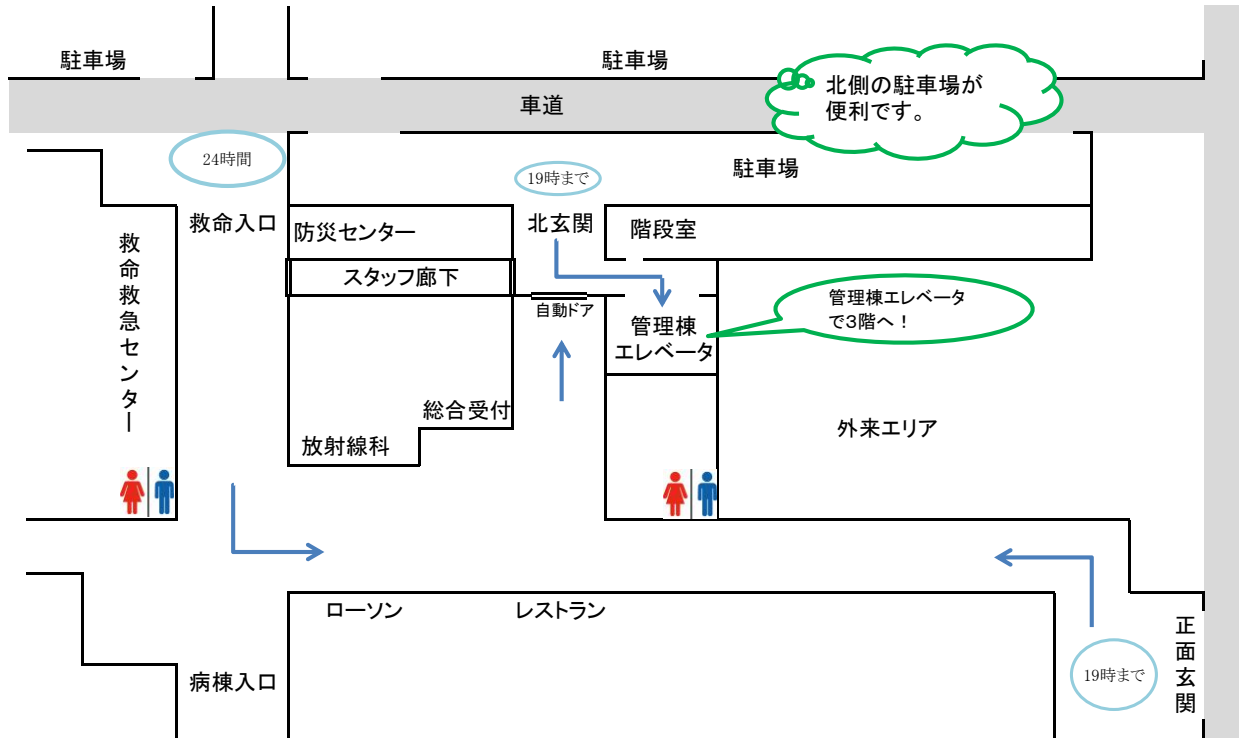 駐車場
駐車場
北側の駐車場が
便利です。
車道
24時間
19時まで
駐車場
救命入口
防災センター
北玄関
階段室
救命救急センター
スタッフ廊下
自動ドア
管理棟
エレベータ
管理棟エレベータ
で3階へ！
総合受付
放射線科
外来エリア
ローソン
レストラン
病棟入口
19時まで
正面玄関